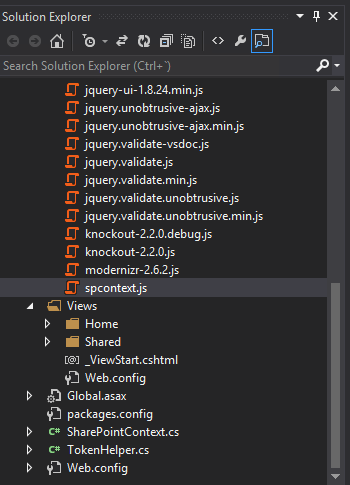 Solution Explorer
Search Solution Explorer (Ctrl+`)
jquery-ui-1.8.24.min.js
jquery.unobtrusive-ajax.js
jquery.unobtrusive-ajax.min.js
jquery.validate-vsdoc.js
jquery.validate.js
jquery.validate.min.js
jquery.validate.unobtrusive.js
jquery.validate.unobtrusive.min.js
knockout-2.2.0.debug.js
knockout-2.2.0.js
modernizr-2.6.2.js
spcontext.js
Views
Home
Shared
_ViewStart.cshtml
Web.config
Global.asax
packages.config
C# SharePointContext.cs
C# TokenHelper.cs
Web.config